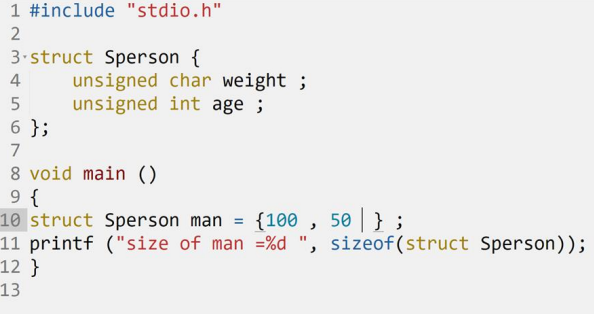 1 #include "stdio.h"
2
3 struct Sperson {
4     unsigned char weight ;
5     unsigned int age ;
6 };
7
8 void main ()
9 {
10 struct Sperson man = {100 , 50 } ;
11 printf ("size of man =%d ", sizeof(struct Sperson));
12 }
13